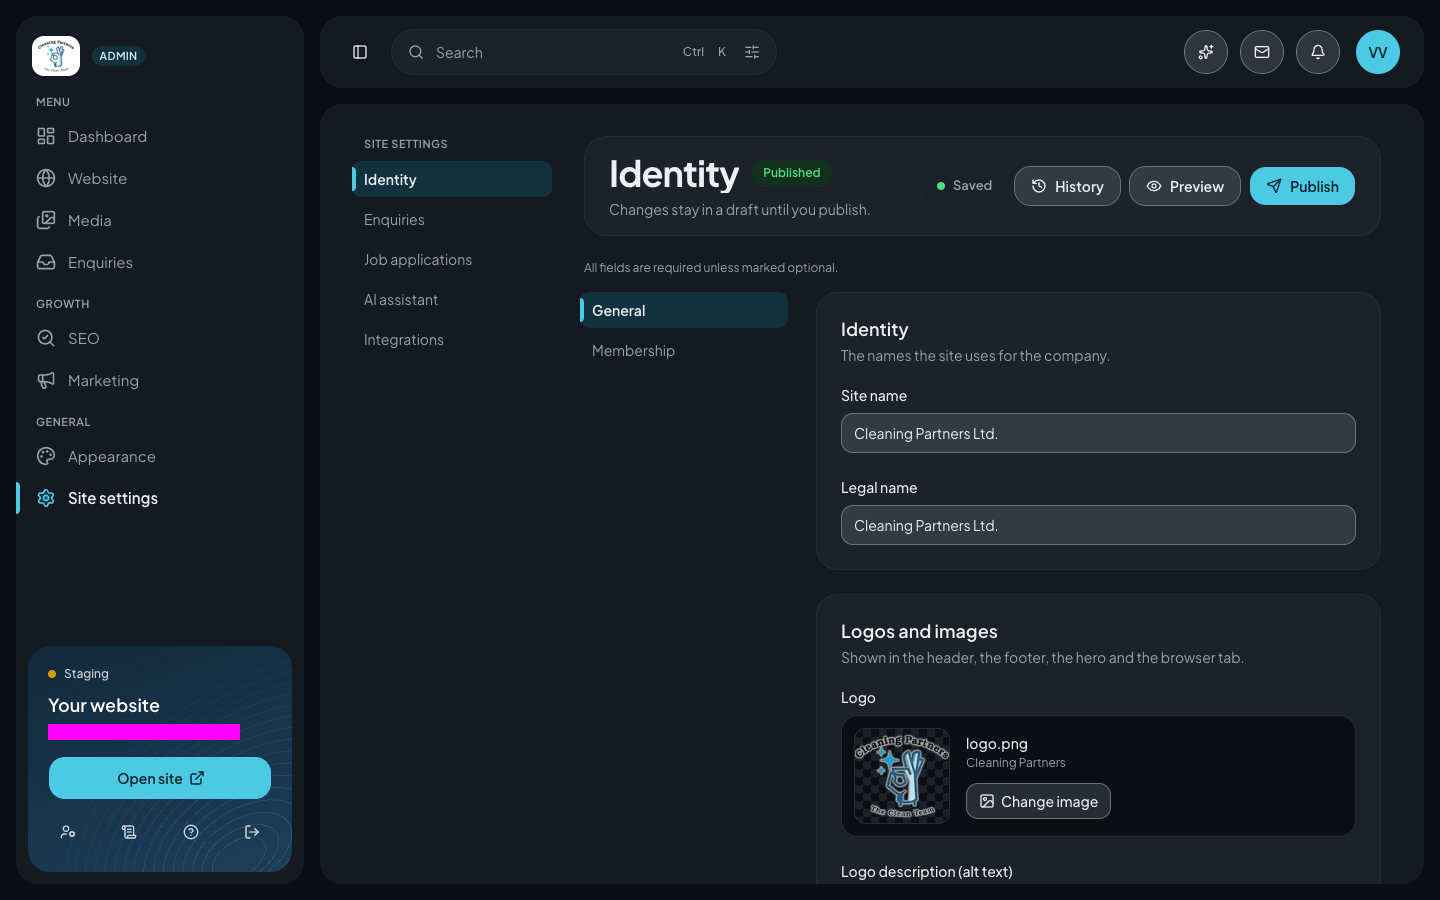 Cleaning Partners
ADMIN
MENU
Dashboard
Website
Media
Enquiries
GROWTH
SEO
Marketing
GENERAL
Appearance
Site settings
Staging
Your website
Open site
Search
Ctrl K
VV
SITE SETTINGS
Identity
Enquiries
Job applications
AI assistant
Integrations
Identity
Published
Changes stay in a draft until you publish.
Saved
History
Preview
Publish
All fields are required unless marked optional.
General
Membership
Identity
The names the site uses for the company.
Site name
Cleaning Partners Ltd.
Legal name
Cleaning Partners Ltd.
Logos and images
Shown in the header, the footer, the hero and the browser tab.
Logo
Cleaning Partners
The Clean Team
logo.png
Cleaning Partners
Change image
Logo description (alt text)